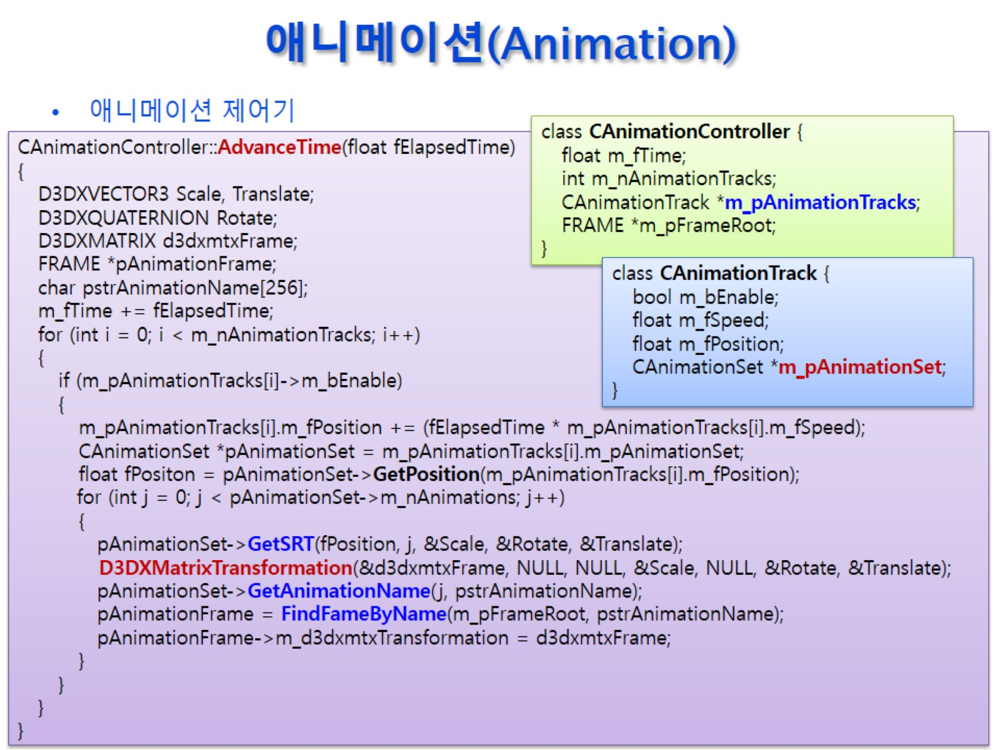 애니메이션(Animation)
• 애니메이션 제어기
CAnimationController::AdvanceTime(float fElapsedTime)
{
D3DXVECTOR3 Scale, Translate;
D3DXQUATERNION Rotate;
D3DXMATRIX d3dxmtxFrame;
FRAME *pAnimationFrame;
char pstrAnimationName[256];
m_fTime += fElapsedTime;
for (int i = 0; i < m_nAnimationTracks; i++)
{
if (m_pAnimationTracks[i]->m_bEnable)
{
m_pAnimationTracks[i].m_fPosition += (fElapsedTime * m_pAnimationTracks[i].m_fSpeed);
CAnimationSet *pAnimationSet = m_pAnimationTracks[i].m_pAnimationSet;
float fPositon = pAnimationSet->GetPosition(m_pAnimationTracks[i].m_fPosition);
for (int j = 0; j < pAnimationSet->m_nAnimations; j++)
{
pAnimationSet->GetSRT(fPosition, j, &Scale, &Rotate, &Translate);
D3DXMatrixTransformation(&d3dxmtxFrame, NULL, NULL, &Scale, NULL, &Rotate, &Translate);
pAnimationSet->GetAnimationName(j, pstrAnimationName);
pAnimationFrame = FindFameByName(m_pFrameRoot, pstrAnimationName);
pAnimationFrame->m_d3dxmtxTransformation = d3dxmtxFrame;
}
}
}
}
class CAnimationController {
float m_fTime;
int m_nAnimationTracks;
CAnimationTrack *m_pAnimationTracks;
FRAME *m_pFrameRoot;
}
class CAnimationTrack {
bool m_bEnable;
float m_fSpeed;
float m_fPosition;
CAnimationSet *m_pAnimationSet;
}